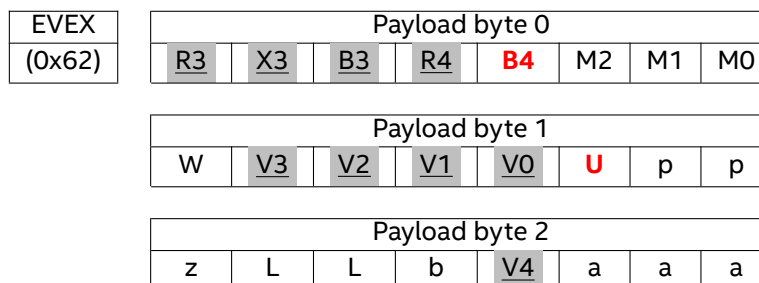 EVEX Payload byte 0
(0x62) R3 X3 B3 R4 B4 M2 M1 M0
Payload byte 1
W V3 V2 V1 V0 U p p
Payload byte 2
z L L b V4 a a a